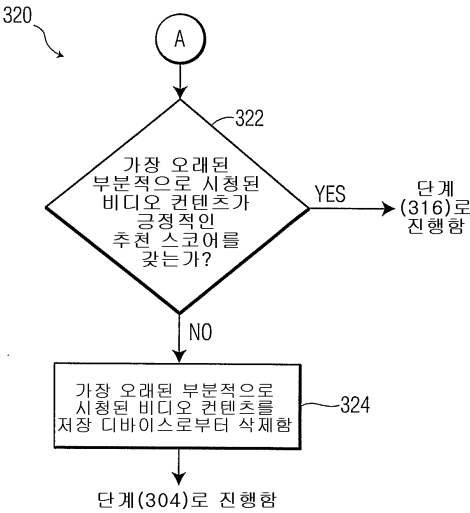 320
A
322
가장 오래된
부분적으로 시청된
비디오 컨텐츠가
긍정적인
추천 스코어를
갖는가?
YES
단계
(316)로
진행함
NO
가장 오래된 부분적으로
시청된 비디오 컨텐츠를
저장 디바이스로부터 삭제함
324
단계(304)로 진행함